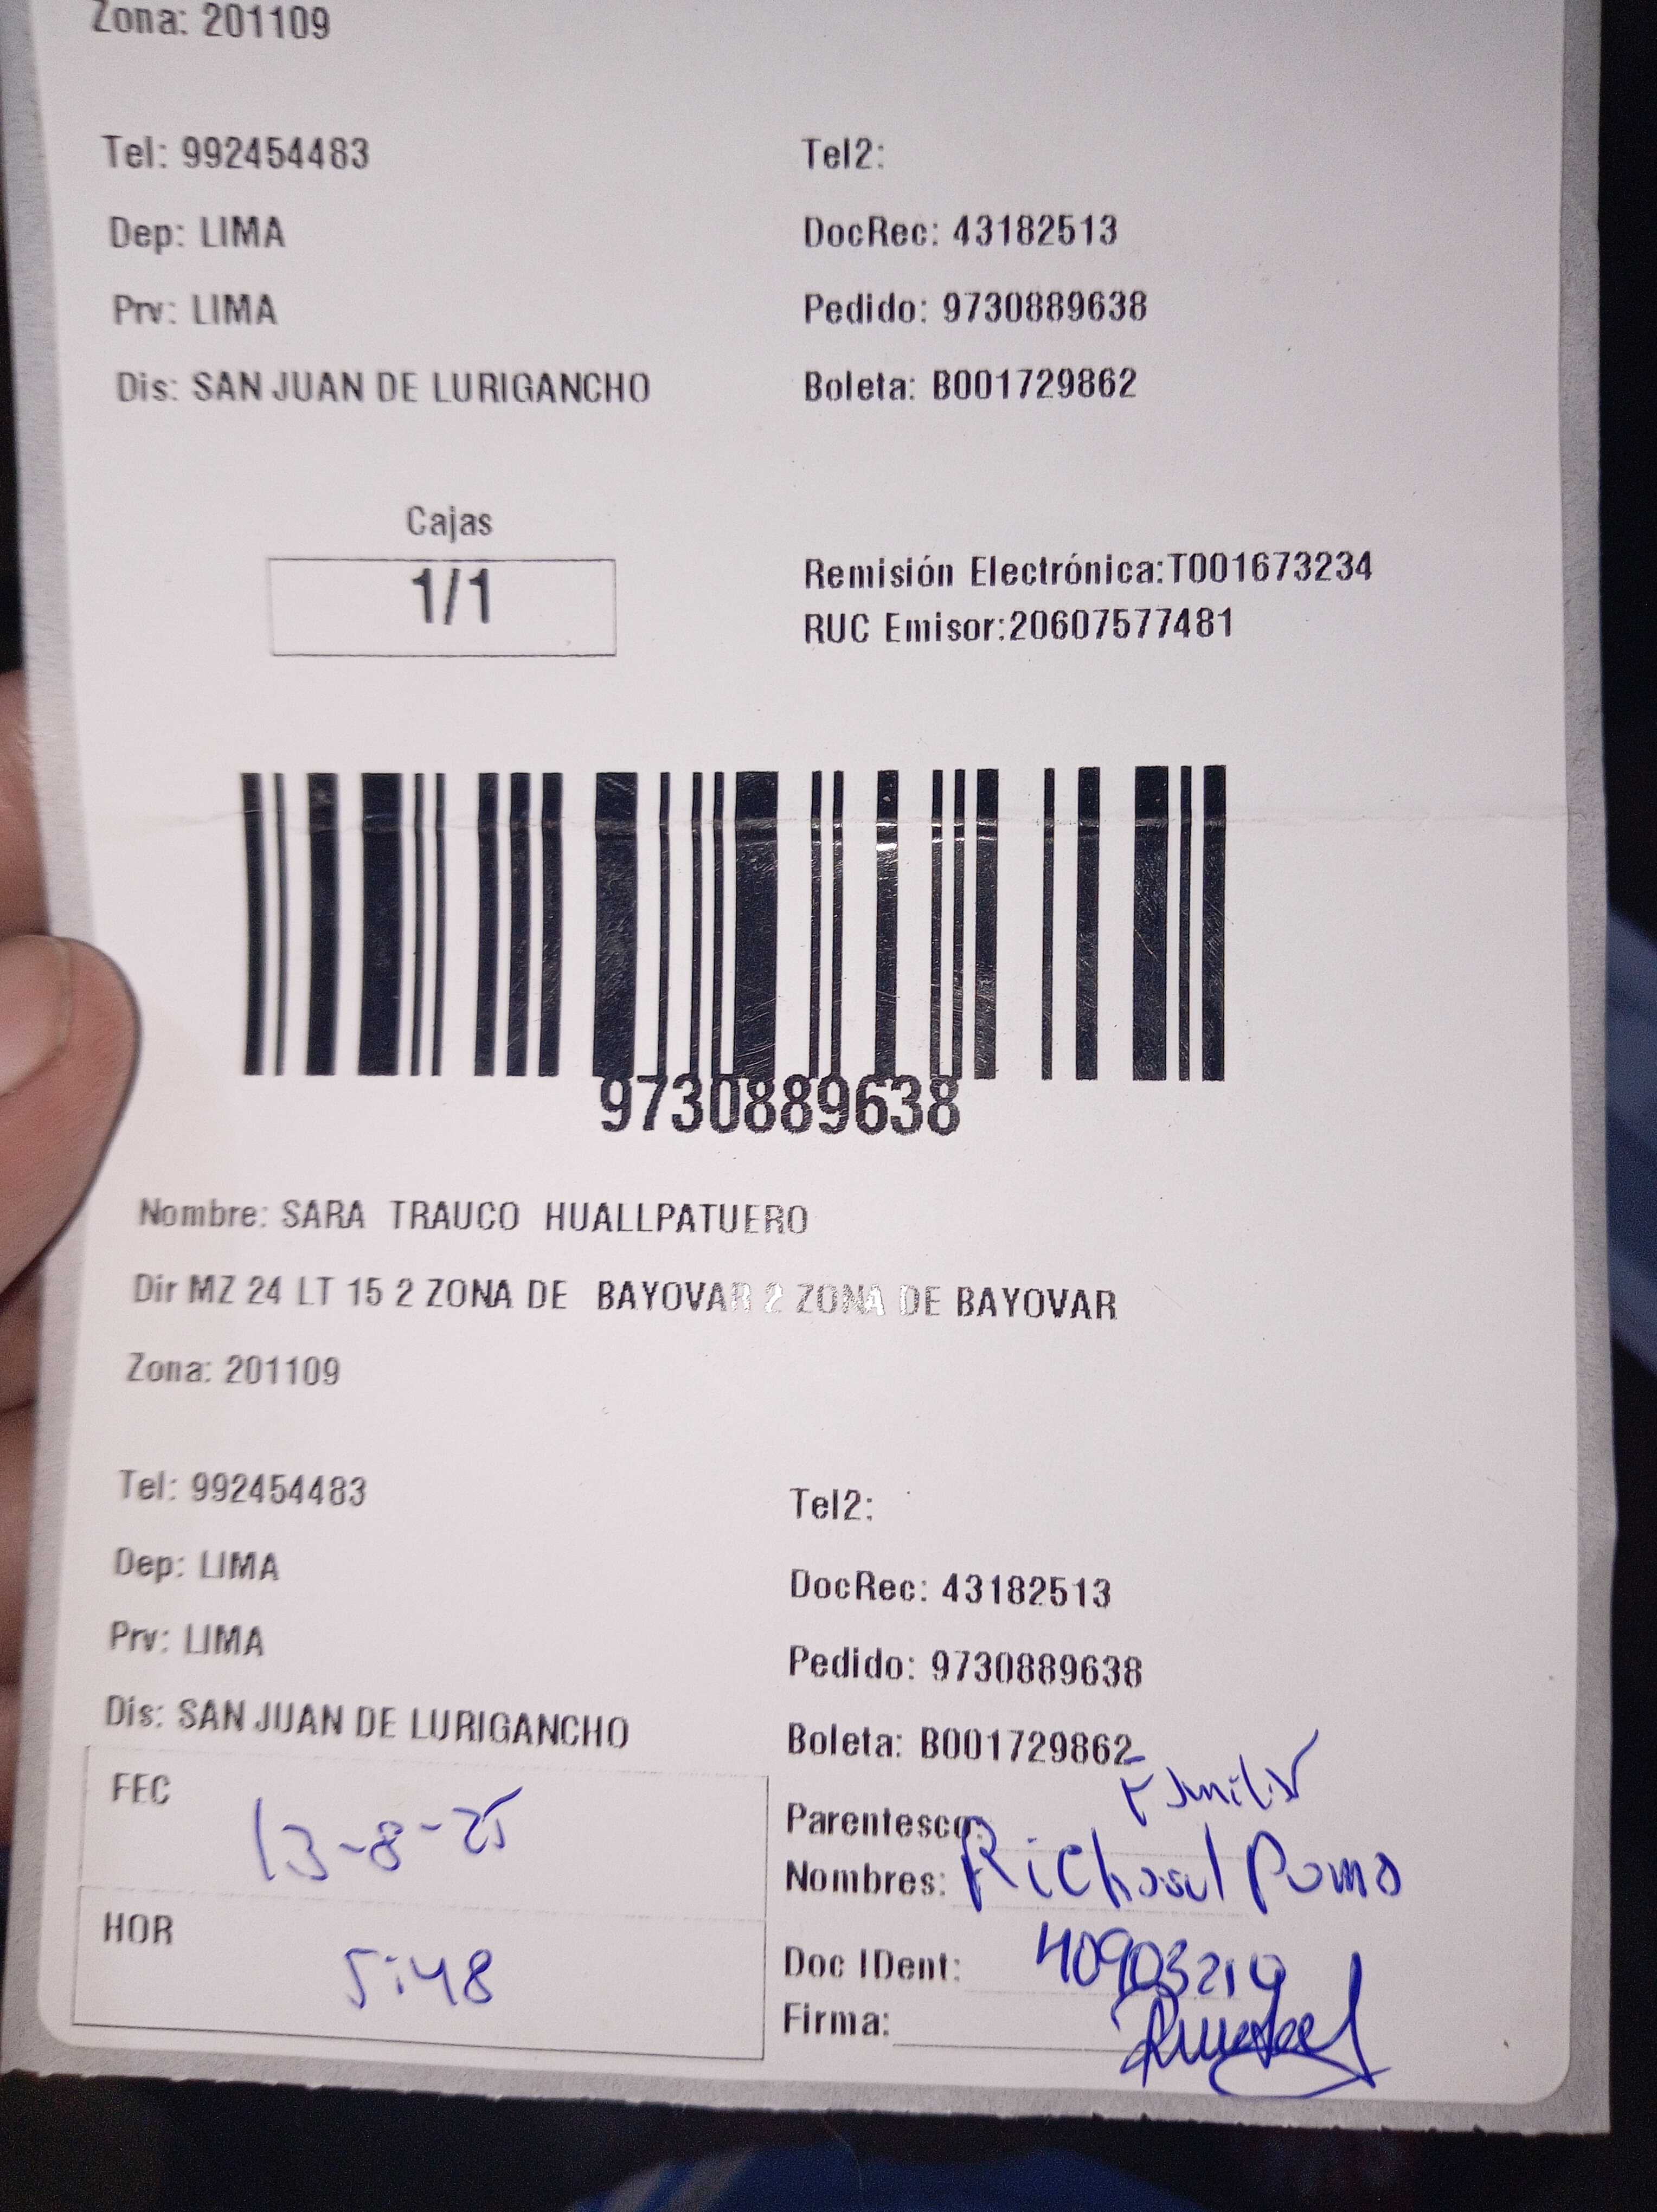 Zona: 201109
Tel: 992454483
Tel2:
Dep: LIMA
DocRec: 43182513
Prv: LIMA
Pedido: 9730889638
Dis: SAN JUAN DE LURIGANCHO
Boleta: B001729862
Cajas
1/1
Remisión Electrónica:T001673234
RUC Emisor:20607577481
9730889638
Nombre: SARA TRAUCO HUALLPATUERO
Dir MZ 24 LT 15 2 ZONA DE BAYOVAR 2 ZONA DE BAYOVAR
Zona: 201109
Tel: 992454483
Tel2:
Dep: LIMA
DocRec: 43182513
Prv: LIMA
Pedido: 9730889638
Dis: SAN JUAN DE LURIGANCHO
Boleta: B001729862
FEC 13-8-25
Parentesco: Familiar
Nombres:
HOR 5:48
Doc IDent:
Firma: